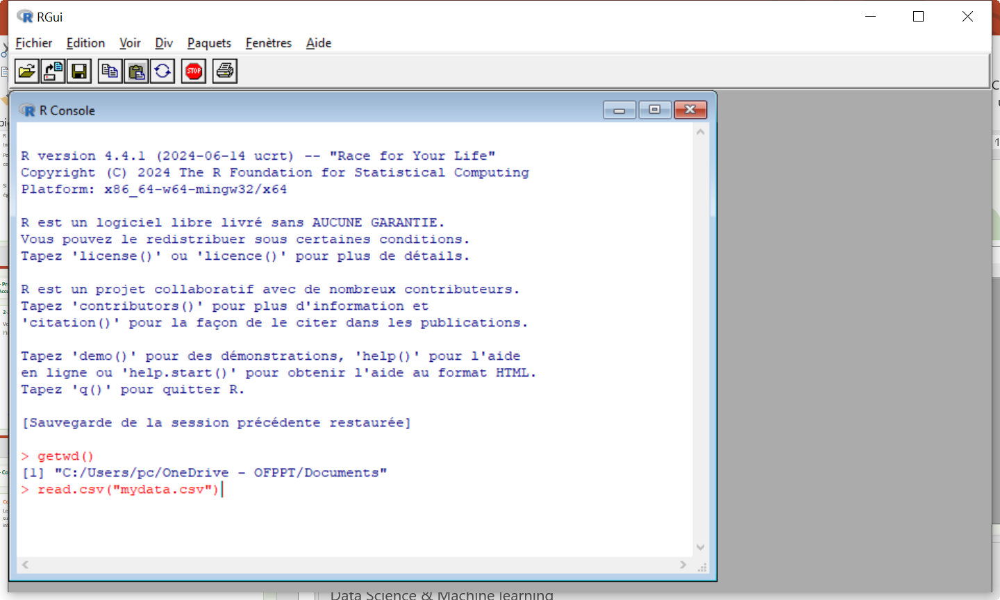 RGui
Fichier Edition Voir Div Paquets Fenêtres Aide
STOP
R Console
R version 4.4.1 (2024-06-14 ucrt) -- "Race for Your Life"
Copyright (C) 2024 The R Foundation for Statistical Computing
Platform: x86_64-w64-mingw32/x64
R est un logiciel libre livré sans AUCUNE GARANTIE.
Vous pouvez le redistribuer sous certaines conditions.
Tapez 'license()' ou 'licence()' pour plus de détails.
R est un projet collaboratif avec de nombreux contributeurs.
Tapez 'contributors()' pour plus d'information et
'citation()' pour la façon de le citer dans les publications.
Tapez 'demo()' pour des démonstrations, 'help()' pour l'aide
en ligne ou 'help.start()' pour obtenir l'aide au format HTML.
Tapez 'q()' pour quitter R.
[Sauvegarde de la session précédente restaurée]
> getwd()
[1] "C:/Users/pc/OneDrive - OFPPT/Documents"
> read.csv("mydata.csv")
Data Science & Machine learning